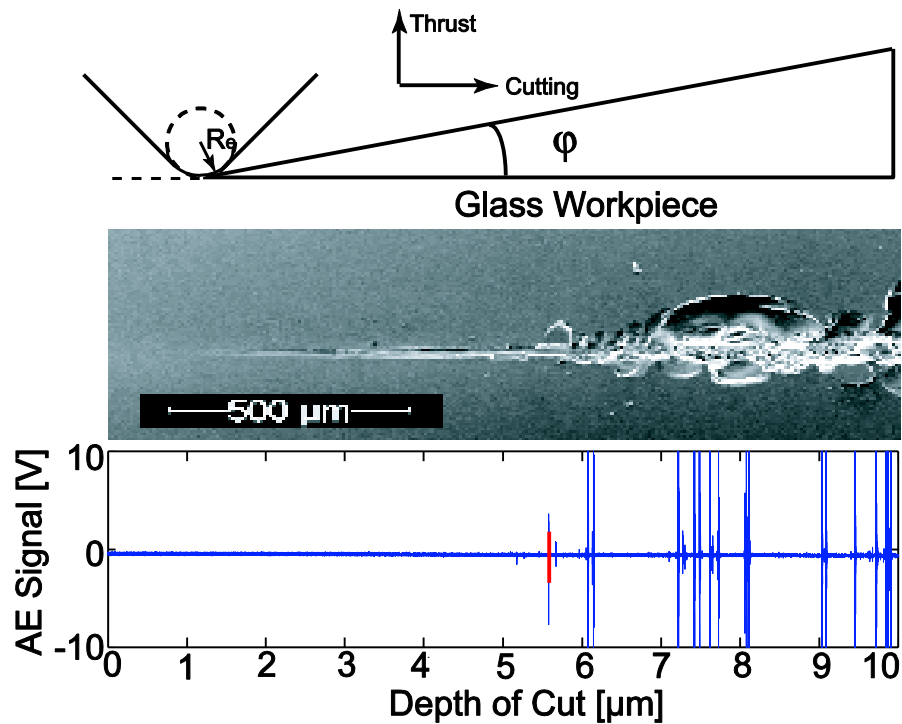 Thrust
Cutting
Re
φ
Glass Workpiece
500 µm
AE Signal [V]
10
0
-10
0 1 2 3 4 5 6 7 8 9 10
Depth of Cut [µm]